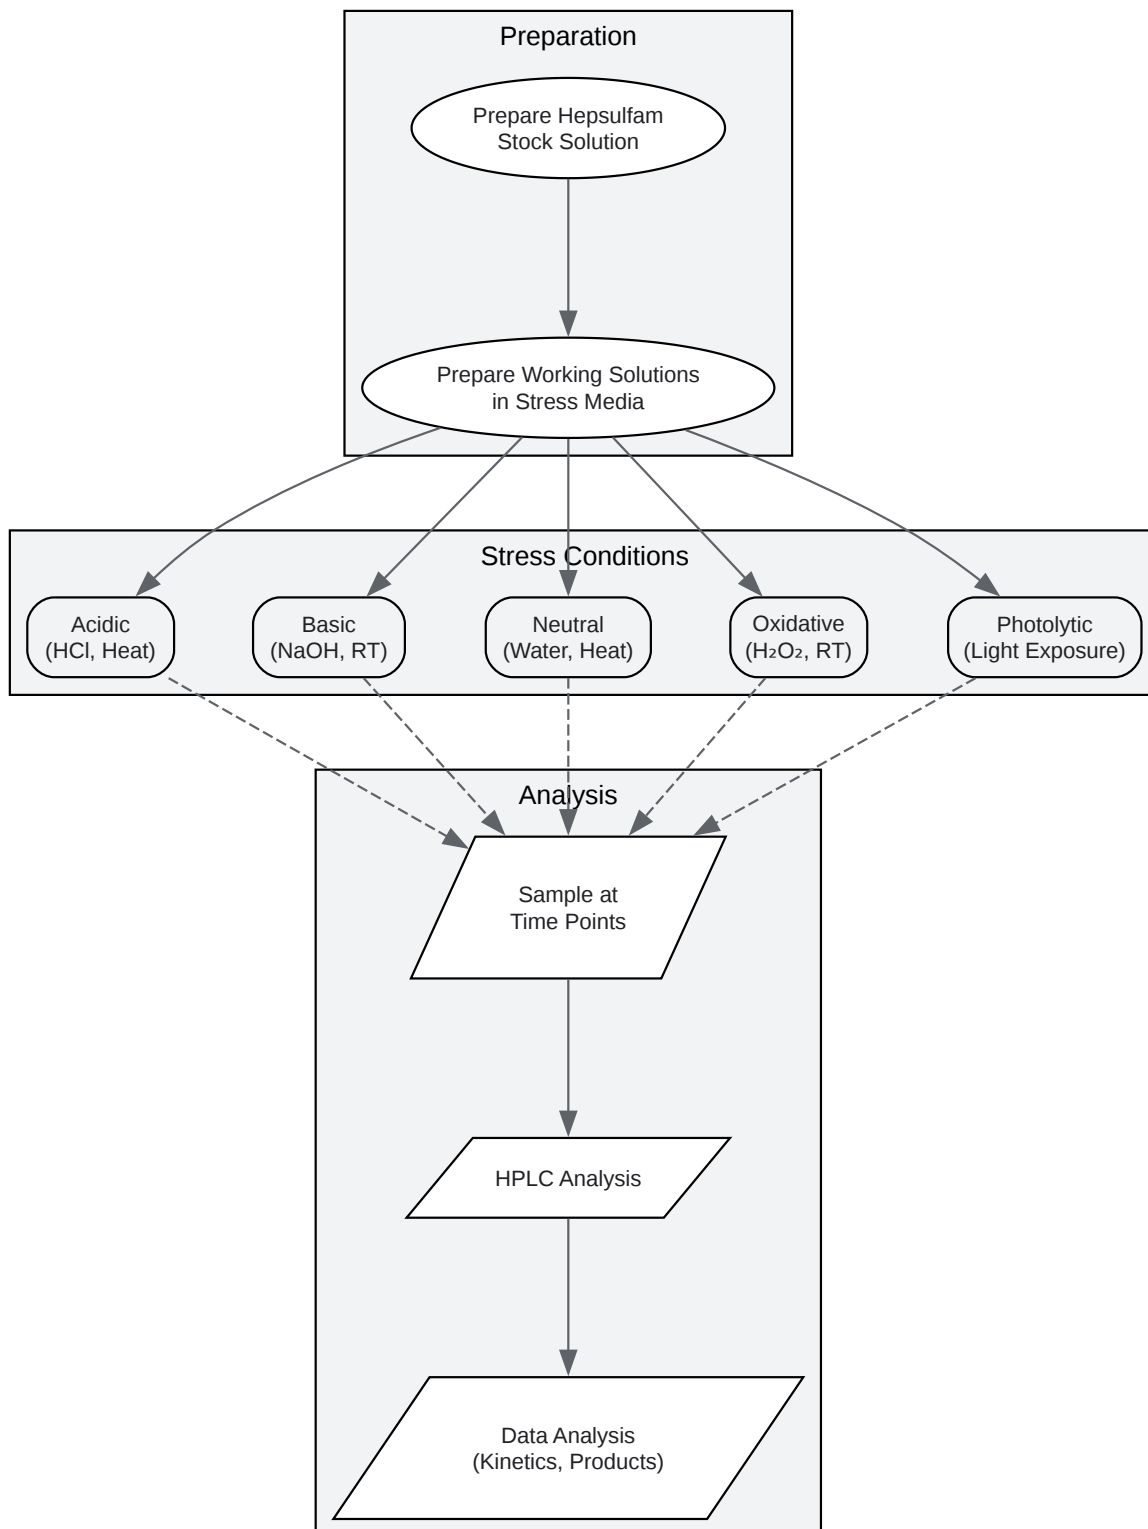 Preparation
Prepare Hepsulfam
Stock Solution
Prepare Working Solutions
in Stress Media
Stress Conditions
Acidic
(HCl, Heat)
Basic
(NaOH, RT)
Neutral
(Water, Heat)
Oxidative
(H₂O₂, RT)
Photolytic
(Light Exposure)
Analysis
Sample at
Time Points
HPLC Analysis
Data Analysis
(Kinetics, Products)